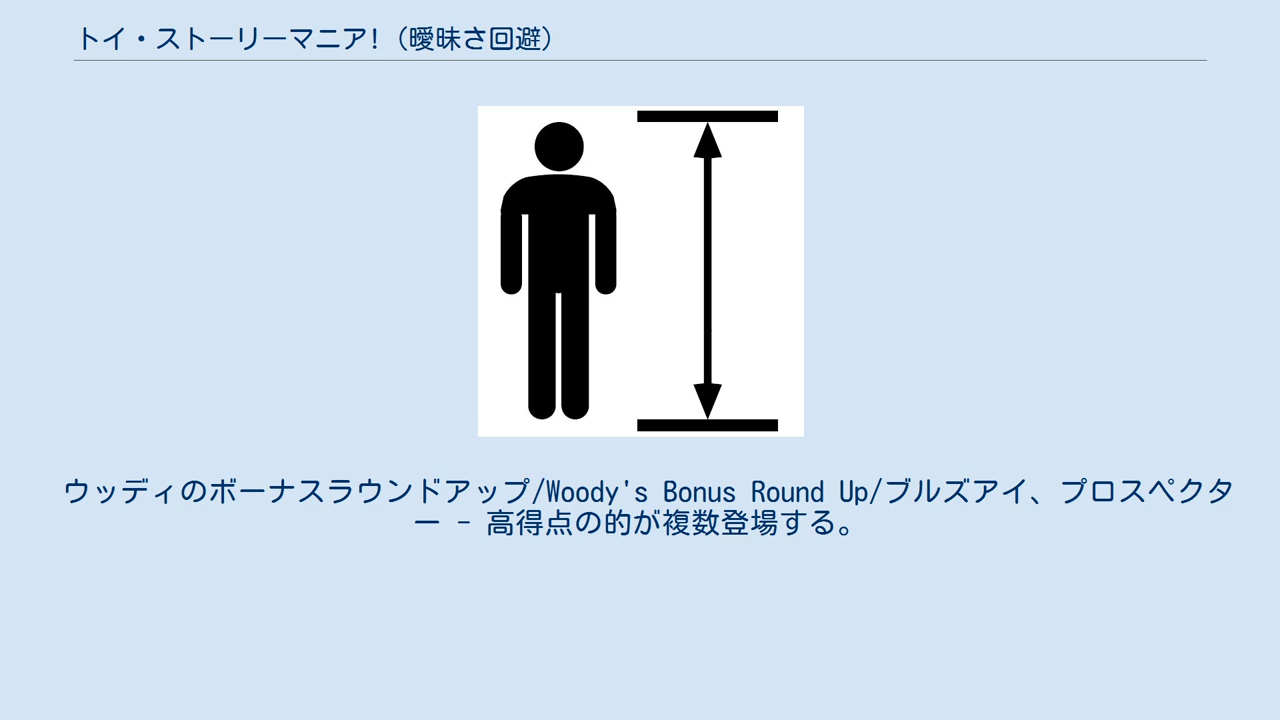 トイ・ストーリーマニア!（曖昧さ回避）
ウッディのボーナスラウンドアップ/Woody's Bonus Round Up/ブルズアイ、プロスペクタ
ー - 高得点の的が複数登場する。